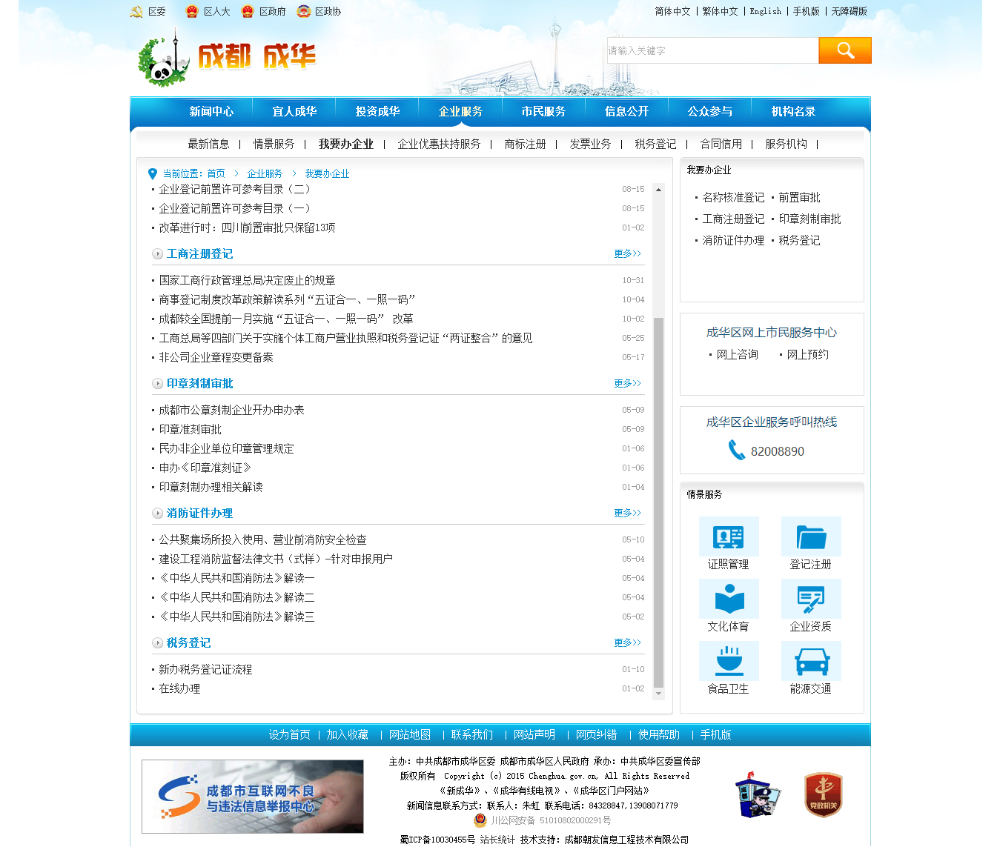 区委 区人大 区政府 区政协
简体中文 | 繁体中文 | English | 手机版 | 无障碍版
成都 成华
请输入关键字
新闻中心 宜人成华 投资成华 企业服务 市民服务 信息公开 公众参与 机构名录
最新信息 | 情景服务 | 我要办企业 | 企业优惠扶持服务 | 商标注册 | 发票业务 | 税务登记 | 合同信用 | 服务机构 |
当前位置：首页 > 企业服务 > 我要办企业
企业登记前置许可参考目录（二） 08-15
企业登记前置许可参考目录（一） 08-15
改革进行时：四川前置审批只保留13项 01-02
工商注册登记 更多>>
国家工商行政管理总局决定废止的规章 10-31
商事登记制度改革政策解读系列“五证合一、一照一码” 10-04
成都较全国提前一月实施“五证合一、一照一码” 改革 10-02
工商总局等四部门关于实施个体工商户营业执照和税务登记证“两证整合”的意见 05-25
非公司企业章程变更备案 05-17
印章刻制审批 更多>>
成都市公章刻制企业开办申办表 05-09
印章准刻审批 05-09
民办非企业单位印章管理规定 01-06
申办《印章准刻证》 01-06
印章刻制办理相关解读 01-04
消防证件办理 更多>>
公共聚集场所投入使用、营业前消防安全检查 05-10
建设工程消防监督法律文书（式样）-针对申报用户 05-04
《中华人民共和国消防法》解读一 05-04
《中华人民共和国消防法》解读二 05-04
《中华人民共和国消防法》解读三 05-02
税务登记 更多>>
新办税务登记证流程 01-10
在线办理 01-02
我要办企业
名称核准登记 前置审批
工商注册登记 印章刻制审批
消防证件办理 税务登记
成华区网上市民服务中心
网上咨询 网上预约
成华区企业服务呼叫热线
82008890
情景服务
证照管理 登记注册
文化体育 企业资质
食品卫生 能源交通
设为首页 | 加入收藏 | 网站地图 | 联系我们 | 网站声明 | 网页纠错 | 使用帮助 | 手机版
成都市互联网不良
与违法信息举报中心
主办：中共成都市成华区委 成都市成华区人民政府 承办：中共成华区委宣传部
版权所有 Copyright (c) 2015 Chenghua.gov.cn, All Rights Reserved
《新成华》、《成华有线电视》、《成华区门户网站》
新闻信息联系方式：联系人：朱虹 联系电话：84328847,13908071779
川公网安备 51010802000291号
蜀ICP备10030455号 站长统计 技术支持：成都朝发信息工程技术有限公司
党政机关